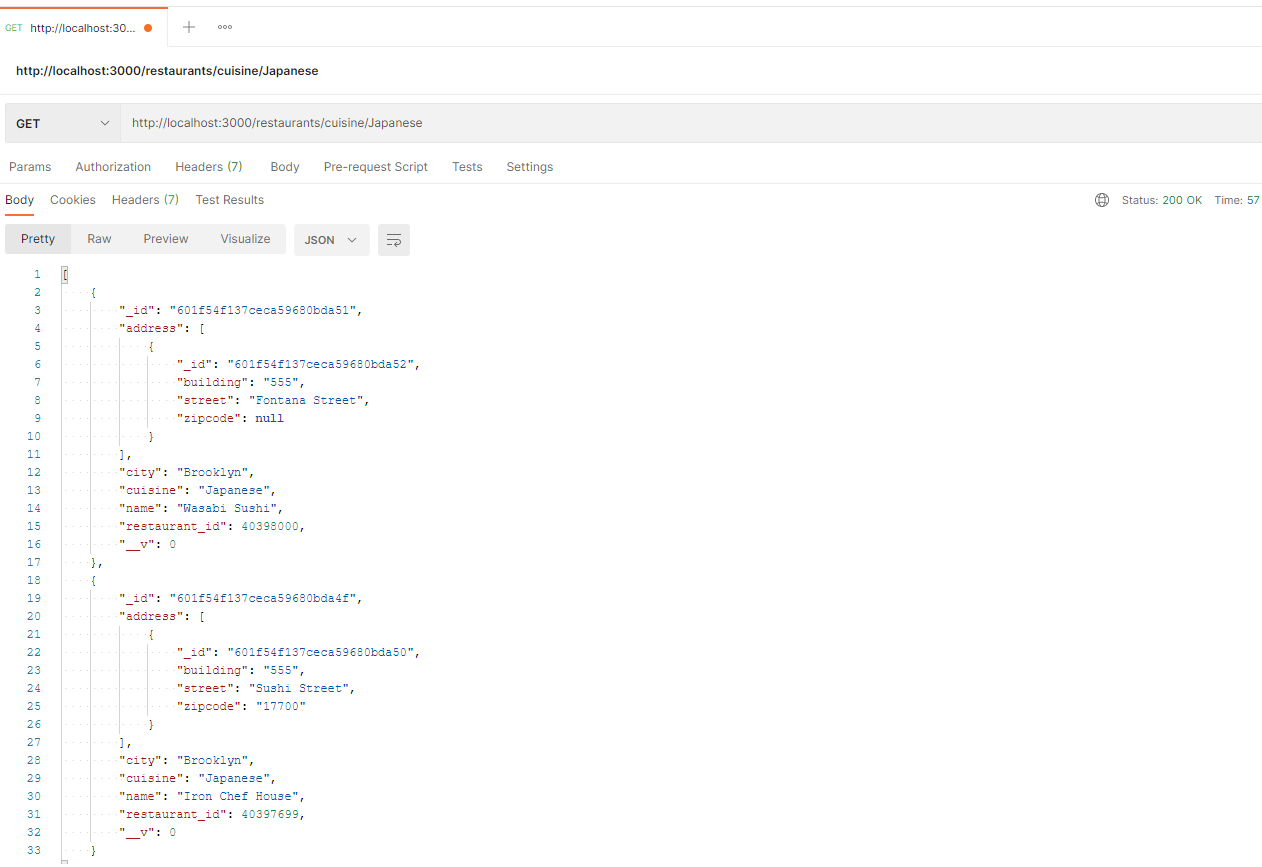 GET http://localhost:30...
http://localhost:3000/restaurants/cuisine/Japanese
GET http://localhost:3000/restaurants/cuisine/Japanese
Params Authorization Headers (7) Body Pre-request Script Tests Settings
Body Cookies Headers (7) Test Results Status: 200 OK Time: 57
Pretty Raw Preview Visualize JSON
1 [
2 {
3 "_id": "601f54f137ceca59680bda51",
4 "address": [
5 {
6 "_id": "601f54f137ceca59680bda52",
7 "building": "555",
8 "street": "Fontana Street",
9 "zipcode": null
10 }
11 ],
12 "city": "Brooklyn",
13 "cuisine": "Japanese",
14 "name": "Wasabi Sushi",
15 "restaurant_id": 40398000,
16 "__v": 0
17 },
18 {
19 "_id": "601f54f137ceca59680bda4f",
20 "address": [
21 {
22 "_id": "601f54f137ceca59680bda50",
23 "building": "555",
24 "street": "Sushi Street",
25 "zipcode": "17700"
26 }
27 ],
28 "city": "Brooklyn",
29 "cuisine": "Japanese",
30 "name": "Iron Chef House",
31 "restaurant_id": 40397699,
32 "__v": 0
33 }